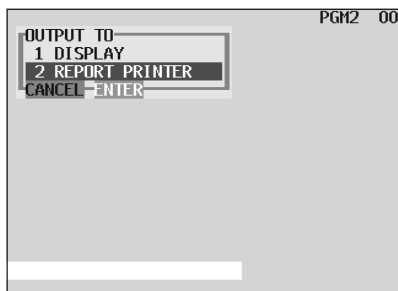 PGM2 00
OUTPUT TO
1 DISPLAY
2 REPORT PRINTER
CANCEL ENTER